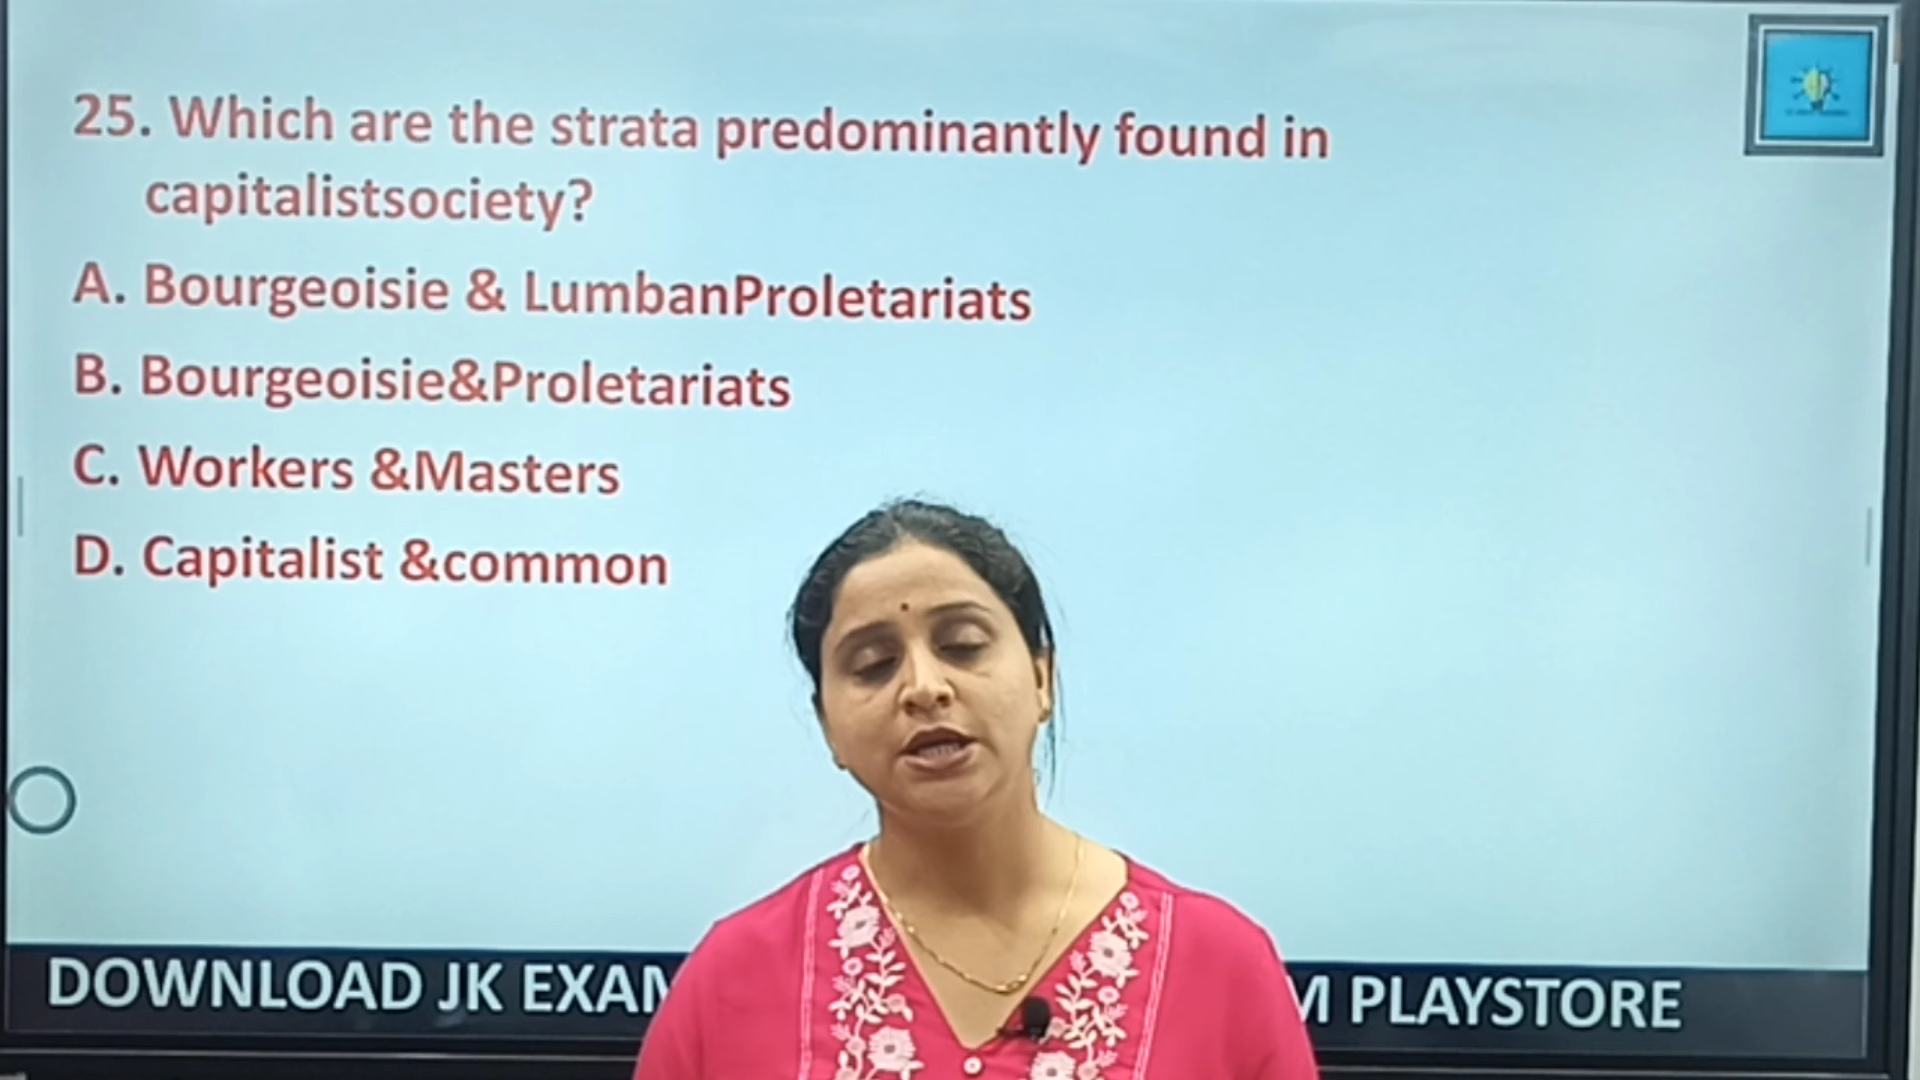 25. Which are the strata predominantly found in
capitalistsociety?
A. Bourgeoisie & LumbanProletariats
B. Bourgeoisie&Proletariats
C. Workers &Masters
D. Capitalist &common
DOWNLOAD JK EXAM PLAYSTORE